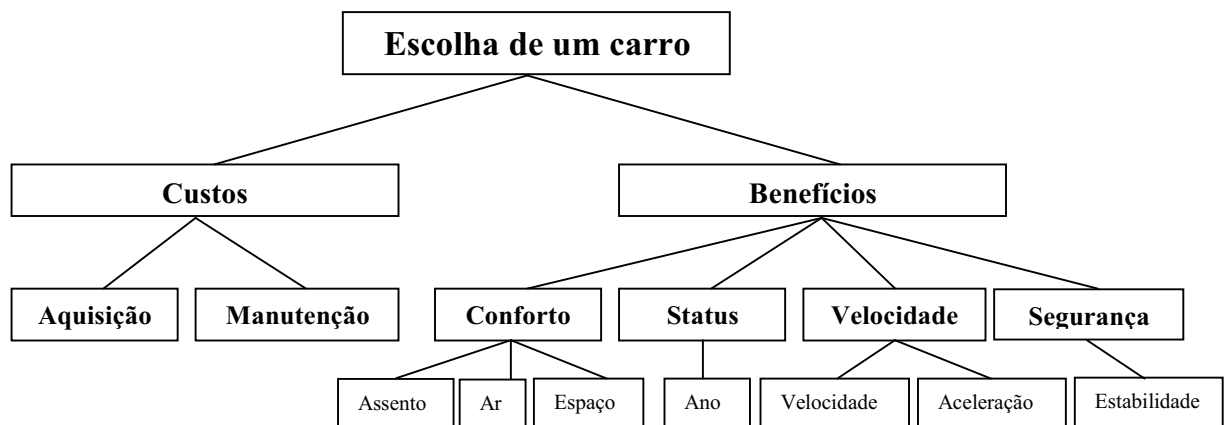 Escolha de um carro
Custos
Benefícios
Aquisição
Manutenção
Conforto
Status
Velocidade
Segurança
Assento
Ar
Espaço
Ano
Velocidade
Aceleração
Estabilidade